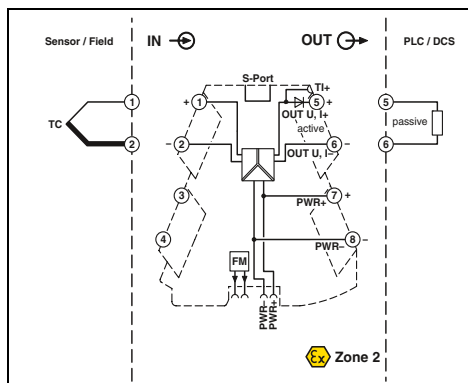 Sensor / Field
IN
OUT
PLC / DCS
S-Port
TI+
1
+
1
5
+
5
OUT U, I+
TC
active
passive
2
−
2
6
−
6
OUT U, I−
3
7
+
PWR+
4
8
−
PWR−
FM
PWR−
PWR+
Ex
Zone 2